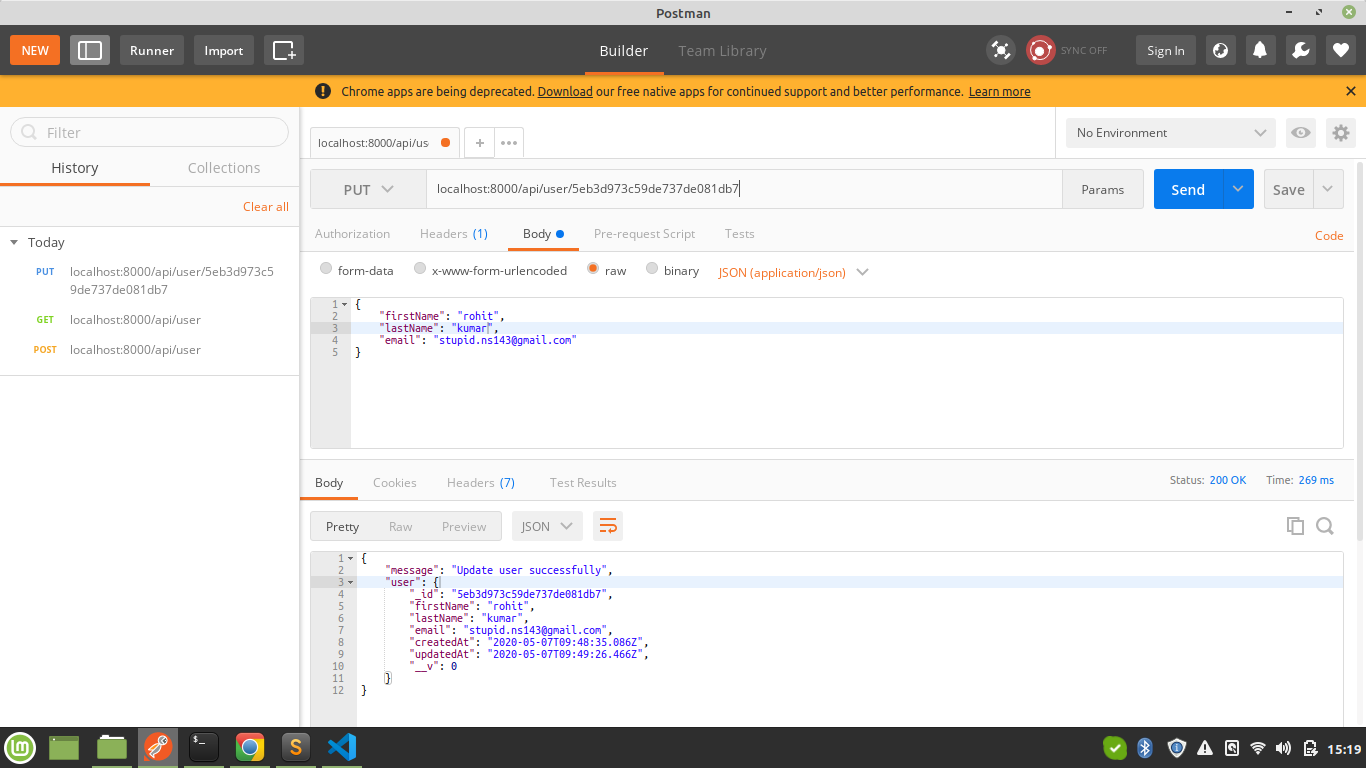 Postman
NEW
Runner
Import
Builder
Team Library
SYNC OFF
Sign In
Chrome apps are being deprecated. Download our free native apps for continued support and better performance. Learn more
Filter
History
Collections
Clear all
Today
PUT localhost:8000/api/user/5eb3d973c5
9de737de081db7
GET localhost:8000/api/user
POST localhost:8000/api/user
localhost:8000/api/us
No Environment
PUT
localhost:8000/api/user/5eb3d973c59de737de081db7
Params
Send
Save
Authorization
Headers (1)
Body
Pre-request Script
Tests
Code
form-data
x-www-form-urlencoded
raw
binary
JSON (application/json)
1 {
2 "firstName": "rohit",
3 "lastName": "kumar",
4 "email": "stupid.ns143@gmail.com"
5 }
Body
Cookies
Headers (7)
Test Results
Status: 200 OK
Time: 269 ms
Pretty
Raw
Preview
JSON
1 {
2 "message": "Update user successfully",
3 "user": {
4 "_id": "5eb3d973c59de737de081db7",
5 "firstName": "rohit",
6 "lastName": "kumar",
7 "email": "stupid.ns143@gmail.com",
8 "createdAt": "2020-05-07T09:48:35.086Z",
9 "updatedAt": "2020-05-07T09:49:26.466Z",
10 "__v": 0
11 }
12 }
15:19